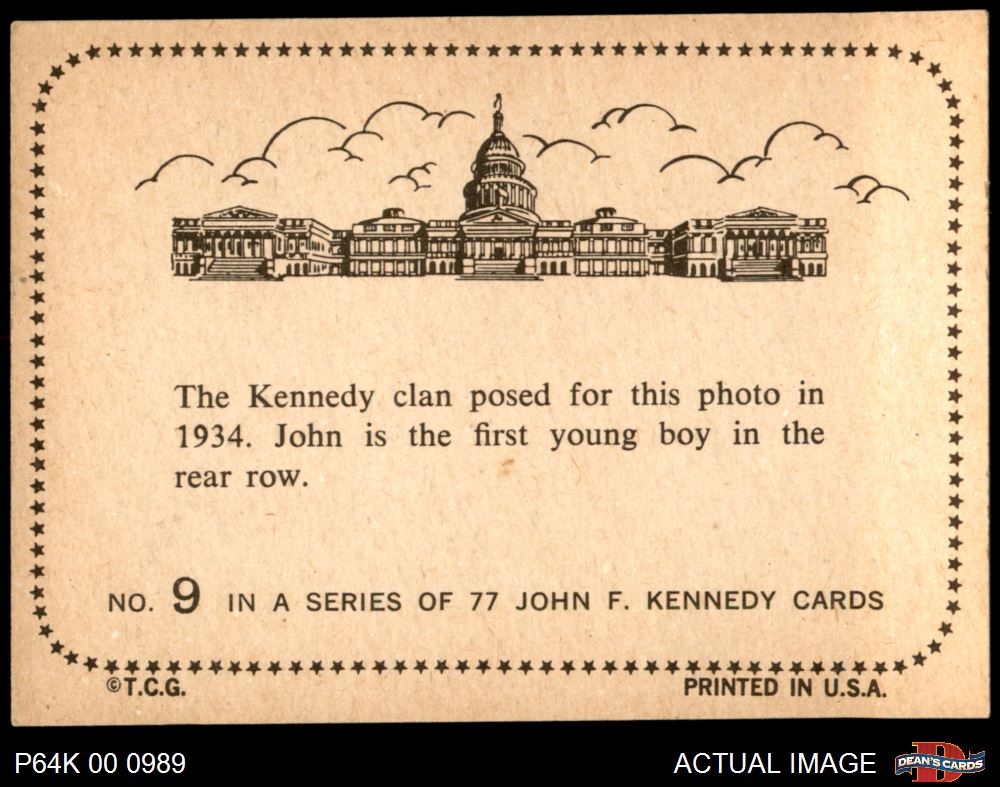 The Kennedy clan posed for this photo in
1934. John is the first young boy in the
rear row.
NO. 9 IN A SERIES OF 77 JOHN F. KENNEDY CARDS
©T.C.G. PRINTED IN U.S.A.
P64K 00 0989 ACTUAL IMAGE D DEAN'S CARDS